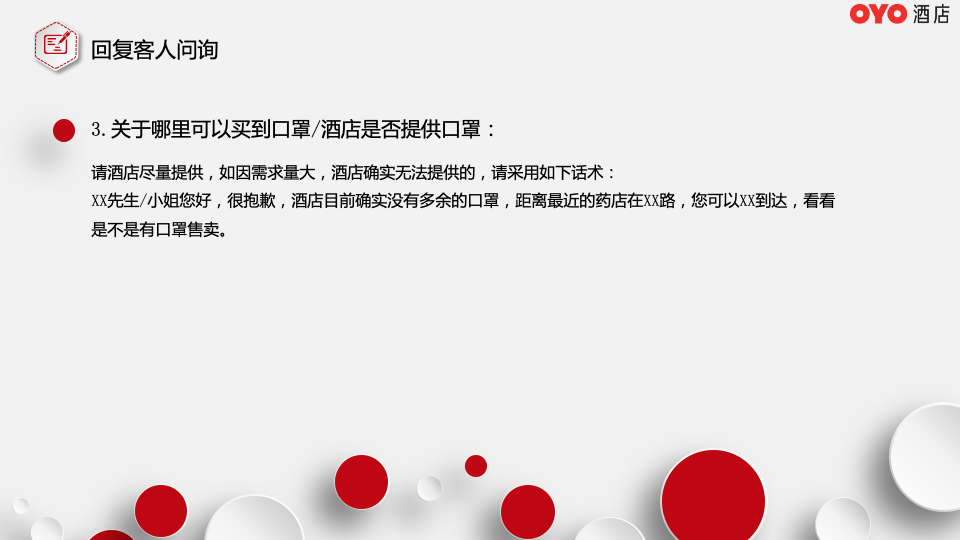 OYO 酒店
回复客人问询
3.关于哪里可以买到口罩/酒店是否提供口罩：
请酒店尽量提供，如因需求量大，酒店确实无法提供的，请采用如下话术：
XX先生/小姐您好，很抱歉，酒店目前确实没有多余的口罩，距离最近的药店在XX路，您可以XX到达，看看
是不是有口罩售卖。